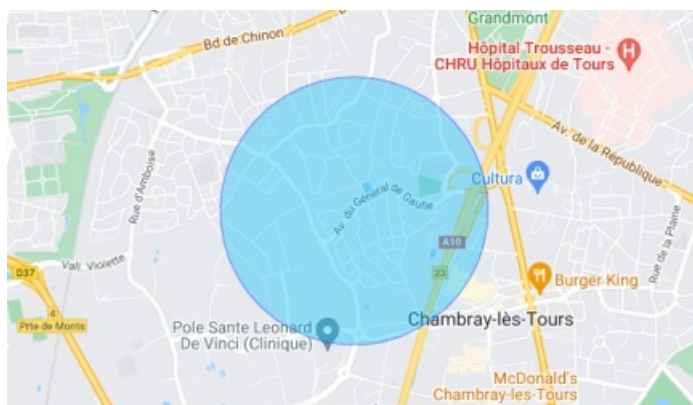 Grandmont
Bd de Chinon
Hôpital Trousseau -
CHRU Hôpitaux de Tours
Av. de la République
Rue d'Amboise
Cultura
Av. du Général de Gaulle
Rue de la Plaine
A10
Vall. Violette
D37
23
Burger King
4
Prte de Monts
Pole Sante Leonard
De Vinci (Clinique)
Chambray-lès-Tours
McDonald's
Chambray-lès-Tours